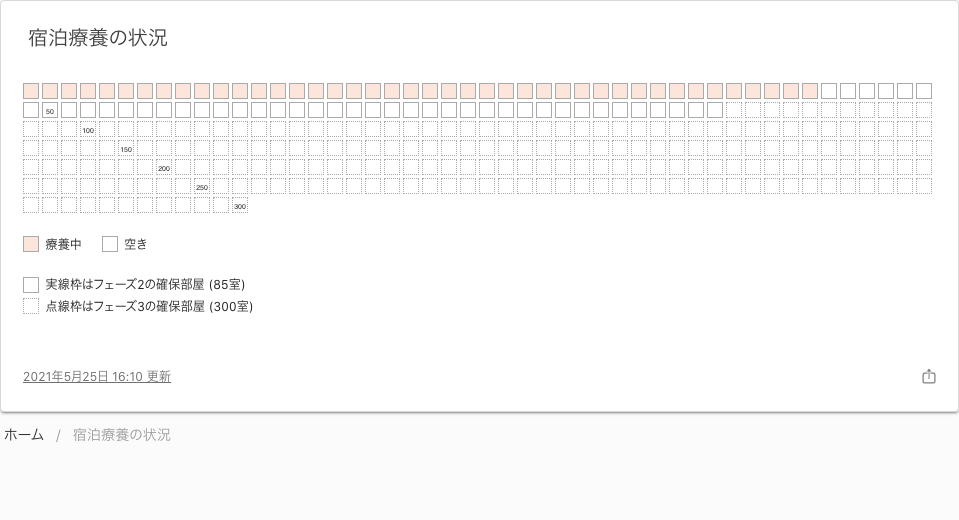 宿泊療養の状況
50
100
150
200
250
300
療養中 空き
実線枠はフェーズ2の確保部屋 (85室)
点線枠はフェーズ3の確保部屋 (300室)
2021年5月25日 16:10 更新
ホーム / 宿泊療養の状況